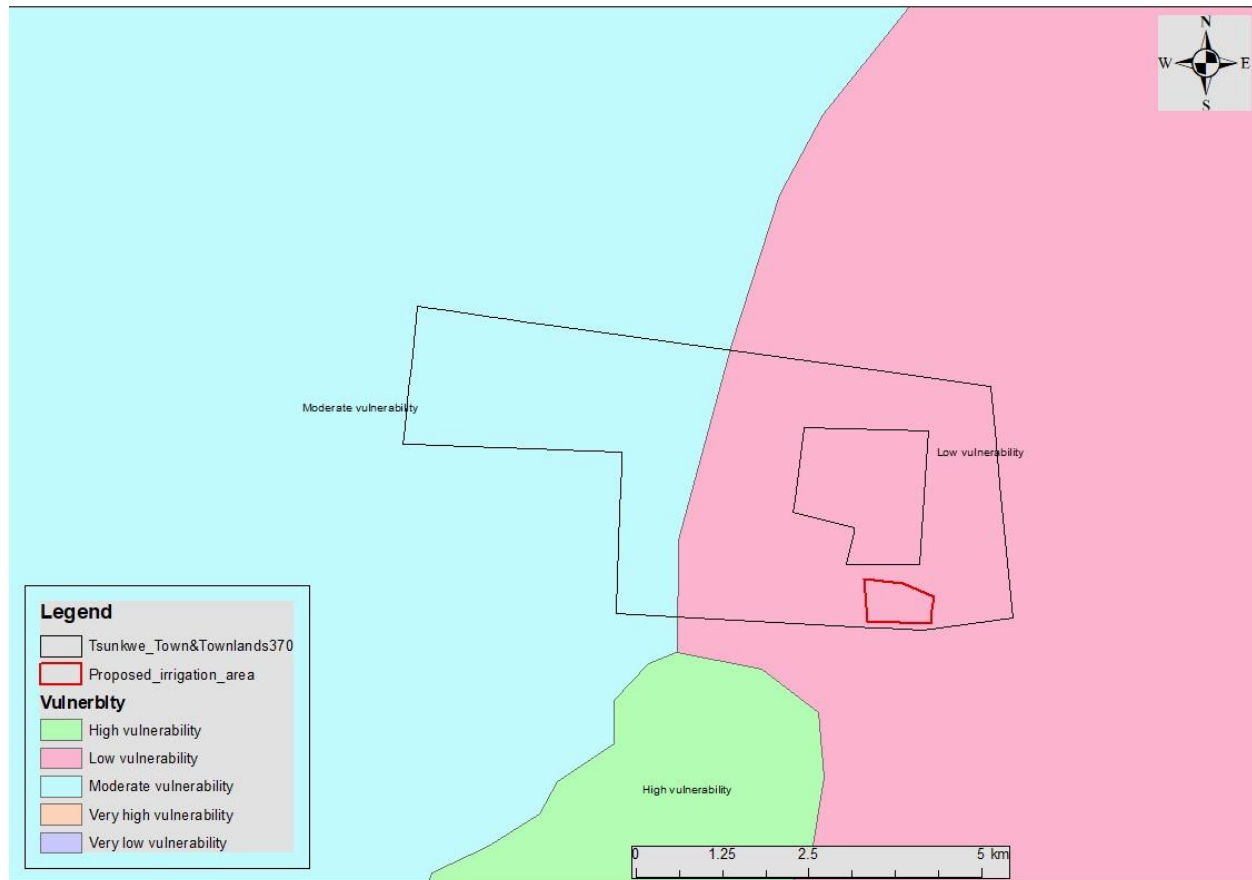 N
W E
S
Moderate vulnerability
Low vulnerability
Legend
Tsunkwe_Town&Townlands370
Proposed_irrigation_area
Vulnerblty
High vulnerability
Low vulnerability
Moderate vulnerability
Very high vulnerability
Very low vulnerability
High vulnerability
0 1.25 2.5 5 km